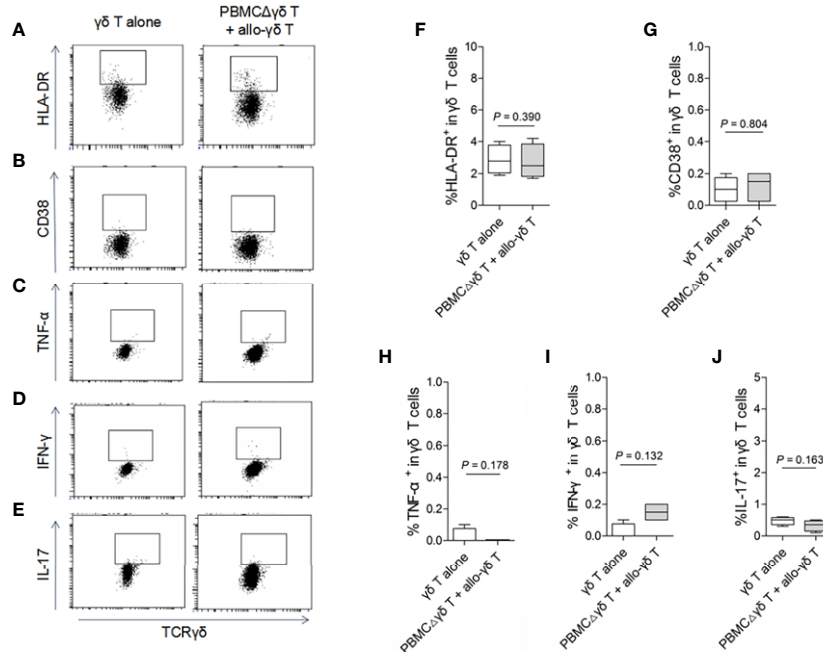 γδ T alone
PBMCΔγδ T
+ allo-γδ T
A
HLA-DR
B
CD38
C
TNF-α
D
IFN-γ
E
IL-17
TCRγδ
F
%HLA-DR+ in γδ T cells
10
8
6
4
2
0
P = 0.390
γδ T alone
PBMCΔγδ T + allo-γδ T
G
%CD38+ in γδ T cells
1.0
0.8
0.6
0.4
0.2
0.0
P = 0.804
γδ T alone
PBMCΔγδ T + allo-γδ T
H
% TNF-α + in γδ T cells
1.0
0.8
0.6
0.4
0.2
0.0
P = 0.178
γδ T alone
PBMCΔγδ T + allo-γδ T
I
% IFN-γ + in γδ T cells
1.0
0.8
0.6
0.4
0.2
0.0
P = 0.132
γδ T alone
PBMCΔγδ T + allo-γδ T
J
%IL-17+ in γδ T cells
5
4
3
2
1
0
P = 0.163
γδ T alone
PBMCΔγδ T + allo-γδ T